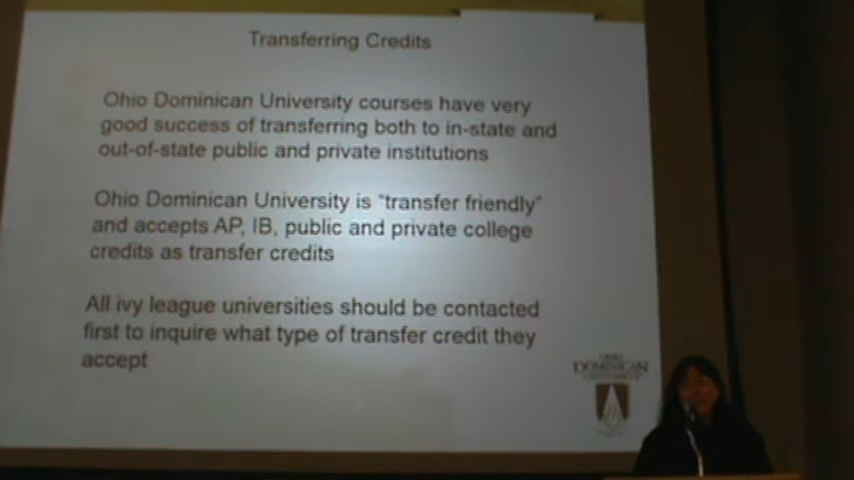 Transferring Credits
Ohio Dominican University courses have very
good success of transferring both to in-state and
out-of-state public and private institutions
Ohio Dominican University is "transfer friendly"
and accepts AP, IB, public and private college
credits as transfer credits
All ivy league universities should be contacted
first to inquire what type of transfer credit they
accept
OHIO
DOMINICAN
UNIVERSITY